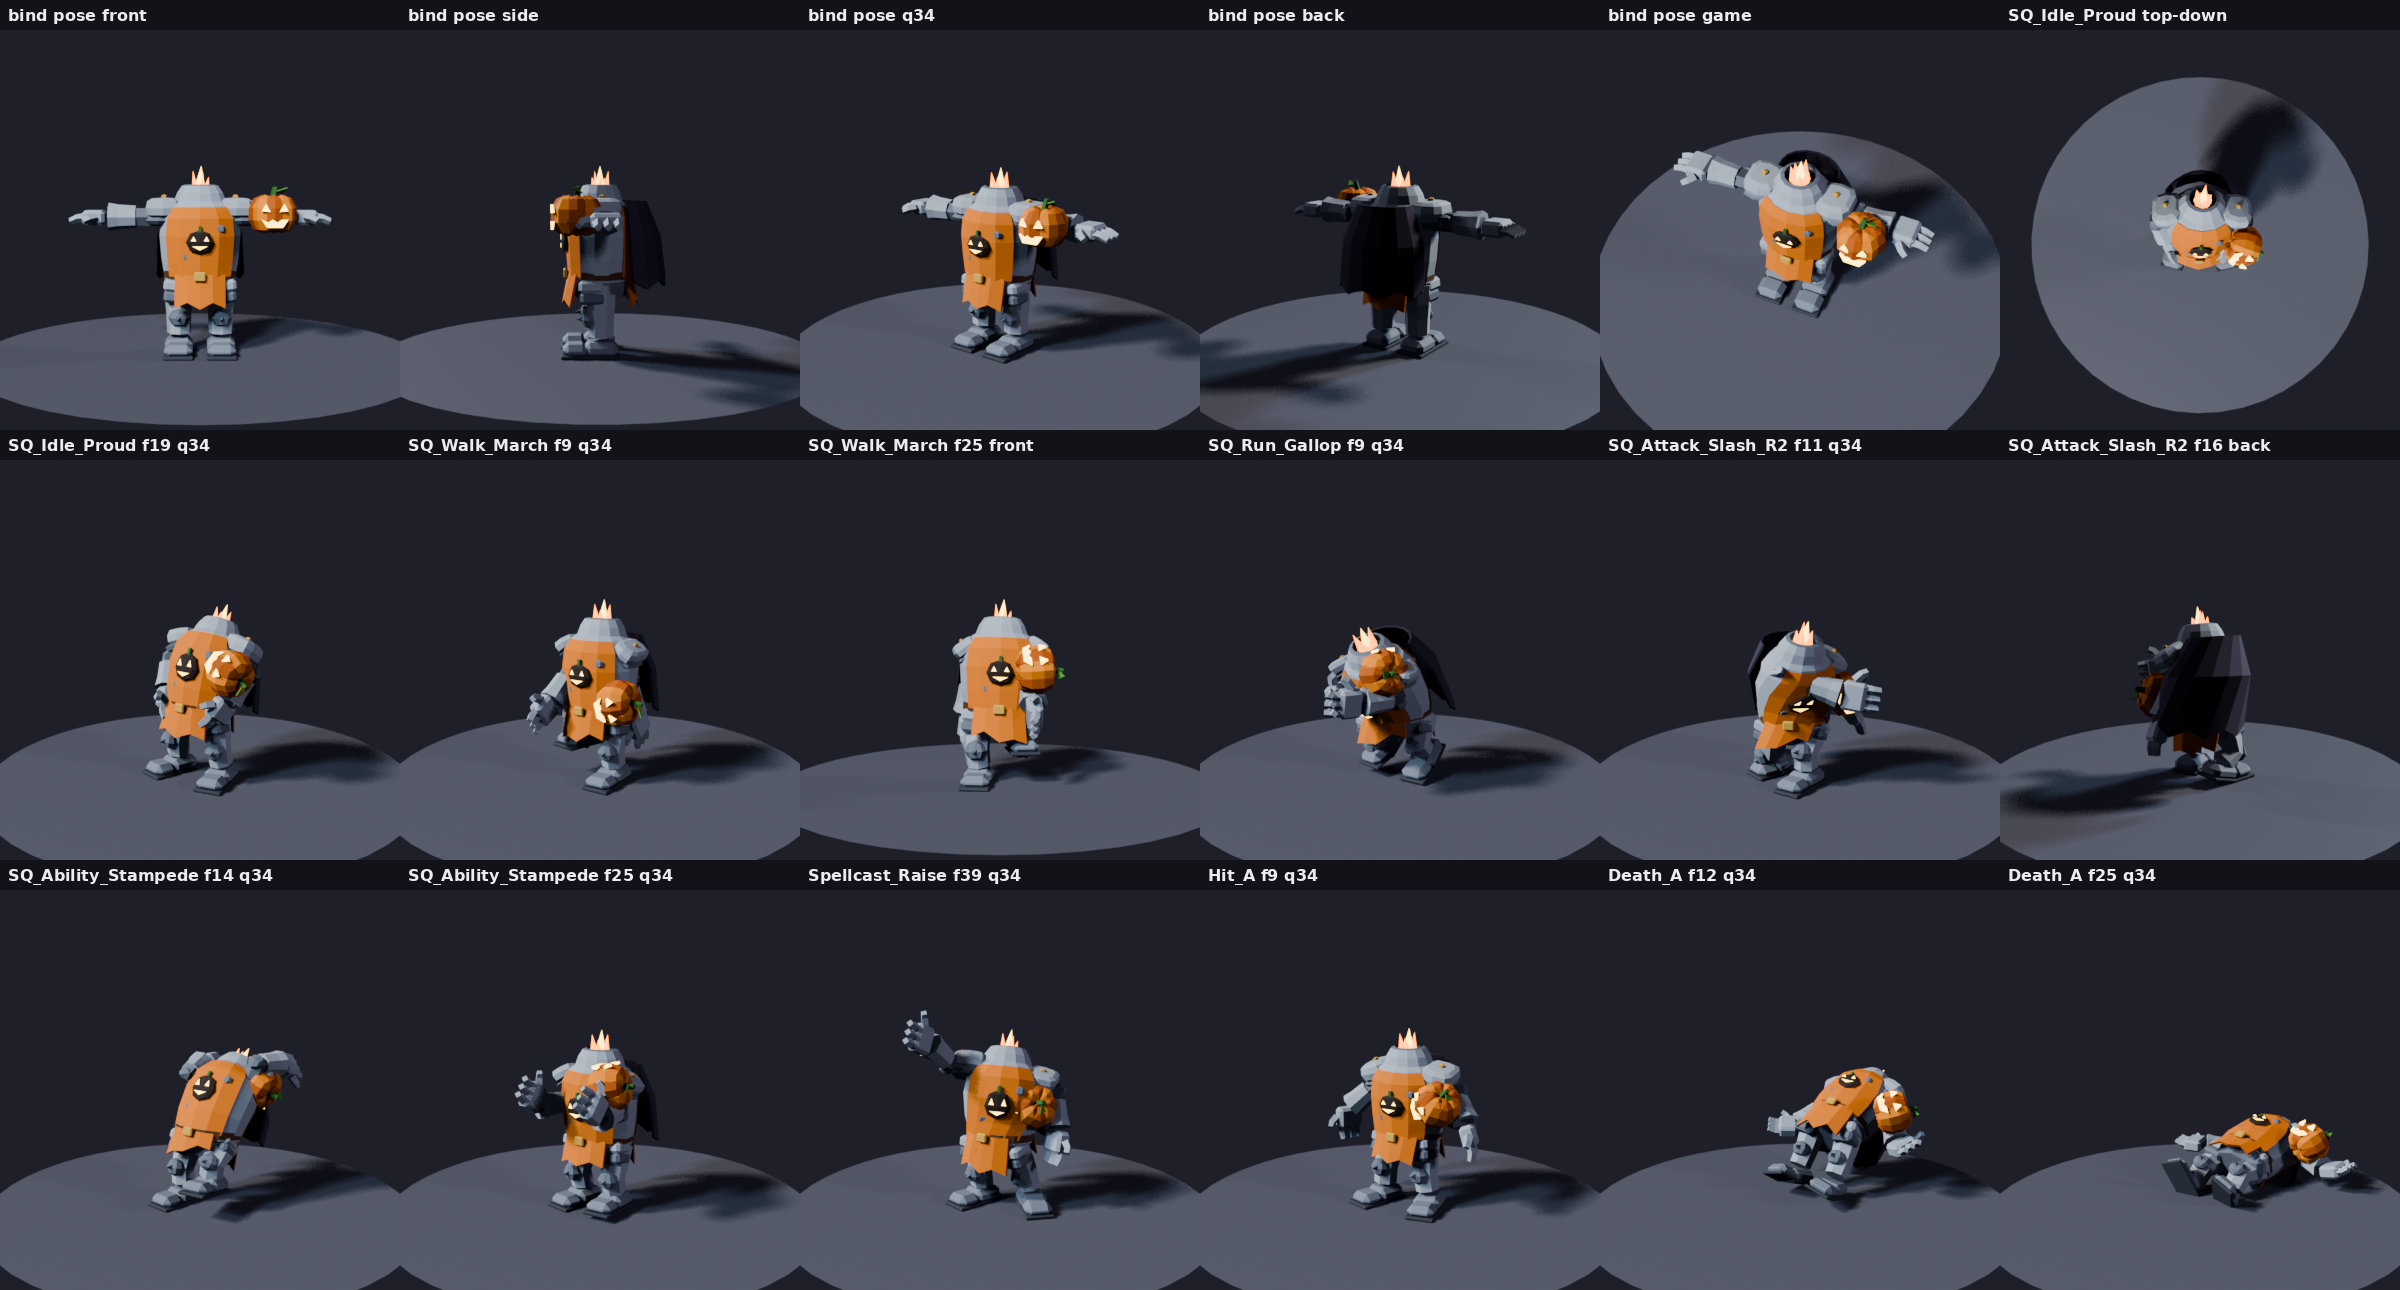 bind pose front
bind pose side
bind pose q34
bind pose back
bind pose game
SQ_Idle_Proud top-down
SQ_Idle_Proud f19 q34
SQ_Walk_March f9 q34
SQ_Walk_March f25 front
SQ_Run_Gallop f9 q34
SQ_Attack_Slash_R2 f11 q34
SQ_Attack_Slash_R2 f16 back
SQ_Ability_Stampede f14 q34
SQ_Ability_Stampede f25 q34
Spellcast_Raise f39 q34
Hit_A f9 q34
Death_A f12 q34
Death_A f25 q34